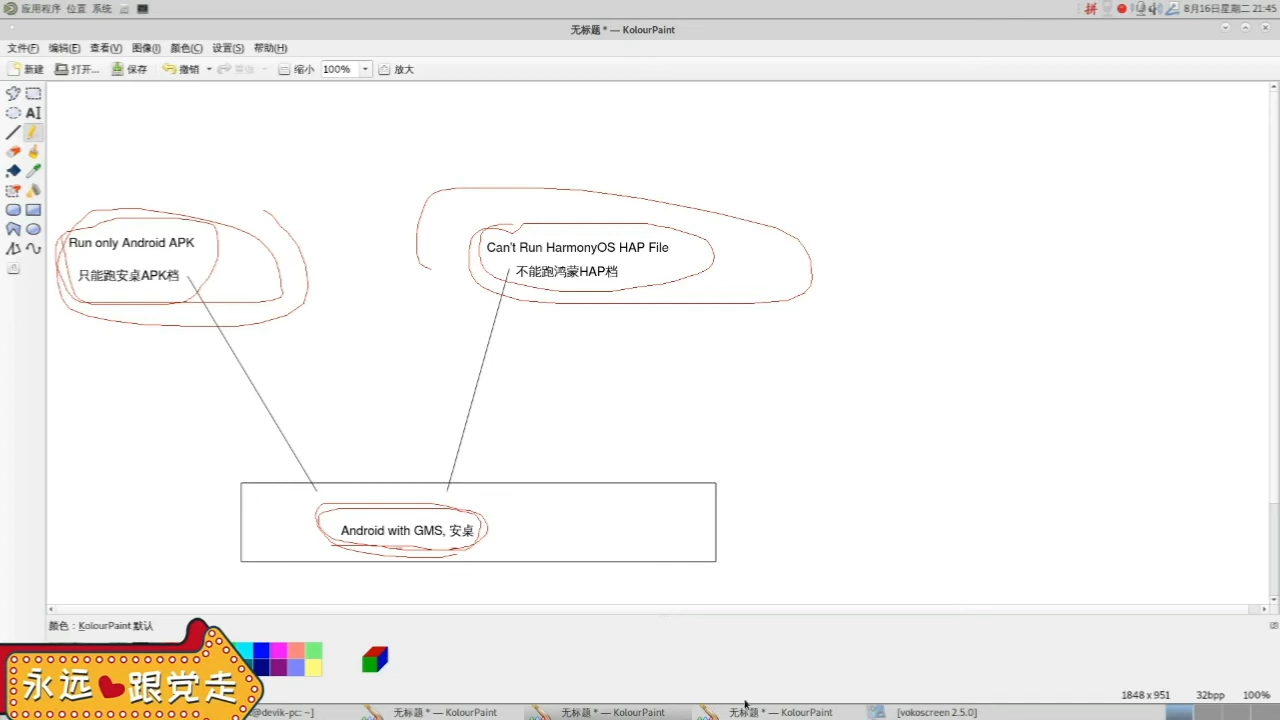 应用程序 位置 系统
拼
8月16日星期二 21:45
无标题 * — KolourPaint
文件(F) 编辑(E) 查看(V) 图像(I) 颜色(C) 设置(S) 帮助(H)
新建 打开... 保存 撤销 重做 缩小 100% 放大
Run only Android APK
只能跑安桌APK档
Can't Run HarmonyOS HAP File
不能跑鸿蒙HAP档
Android with GMS, 安桌
颜色：KolourPaint 默认
永远 跟党走
1848 x 951 32bpp 100%
@devik-pc: ~]
无标题 * — KolourPaint
无标题 * — KolourPaint
无标题 * — KolourPaint
[vokoscreen 2.5.0]